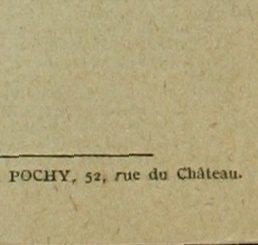 POCHY, 52, rue du Château.